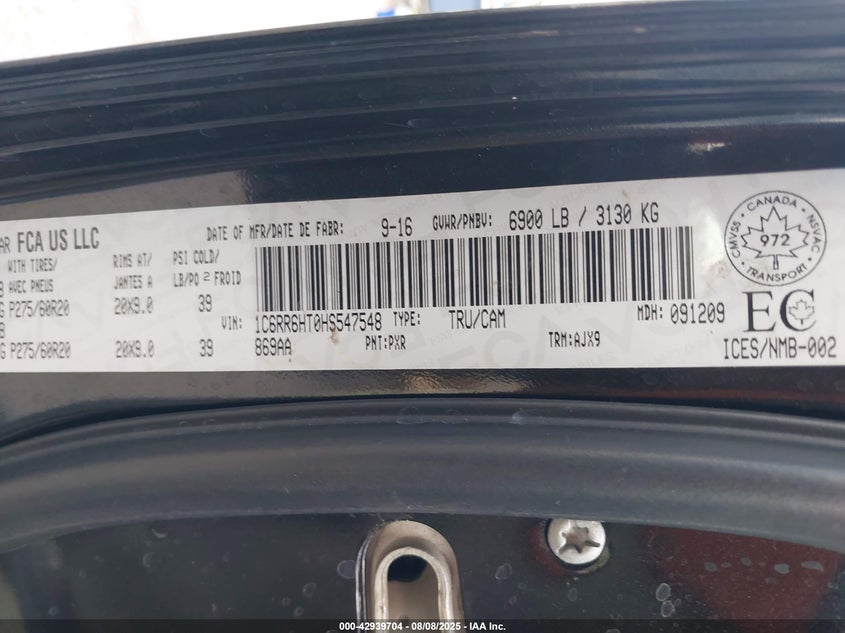 AR FCA US LLC
DATE OF MFR/DATE DE FABR: 9-16 GVWR/PNBV: 6900 LB / 3130 KG
WITH TIRES/ RIMS AT/ PSI COLD/
AVEC PNEUS JANTES A LB/PO 2 FROID
P275/60R20 20X9.0 39
VIN: 1C6RR6HT0HS547548 TYPE: TRU/CAM MDH: 091209
P275/60R20 20X9.0 39
869AA PNT:PXR TRM:AJX9
CMVSS · CANADA · NSVAC
972
TRANSPORT
EC
ICES/NMB-002
000-42939704 - 08/08/2025 - IAA Inc.